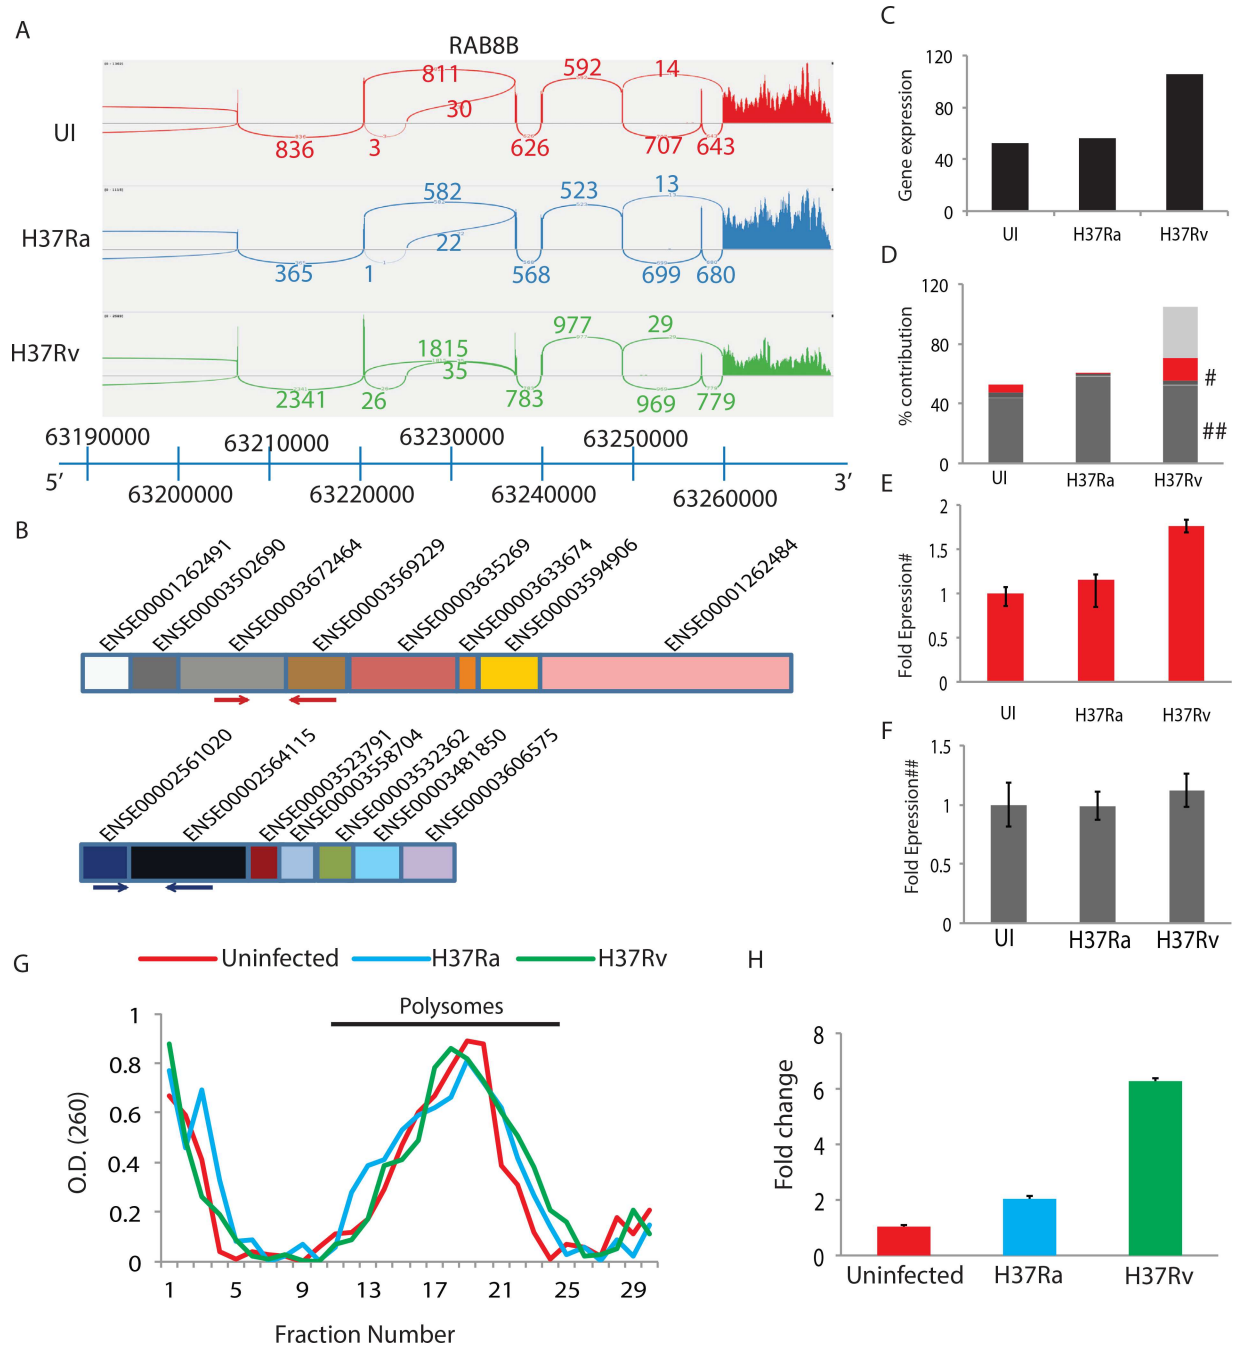 A
RAB8B
UI
811
30
592
14
836
3
626
707
643
H37Ra
582
22
523
13
365
1
568
699
680
H37Rv
1815
35
977
29
2341
26
783
969
779
63190000
63210000
63230000
63250000
5’
63200000
63220000
63240000
63260000
3’
B
ENSE00001262491
ENSE00003502690
ENSE00003672464
ENSE00003569229
ENSE00003635269
ENSE00003633674
ENSE00003594906
ENSE00001262484
ENSE00002561020
ENSE00002564115
ENSE00003523791
ENSE00003558704
ENSE00003532362
ENSE00003481850
ENSE00003606575
C
Gene expression
120
80
40
0
UI
H37Ra
H37Rv
D
% contribution
120
80
40
0
#
##
UI
H37Ra
H37Rv
E
Fold Epression#
2
1.5
1
0.5
0
UI
H37Ra
H37Rv
F
Fold Epression##
1.5
1
0.5
0
UI
H37Ra
H37Rv
G
Uninfected
H37Ra
H37Rv
Polysomes
O.D. (260)
1
0.8
0.6
0.4
0.2
0
1 5 9 13 17 21 25 29
Fraction Number
H
Fold change
8
6
4
2
0
Uninfected
H37Ra
H37Rv